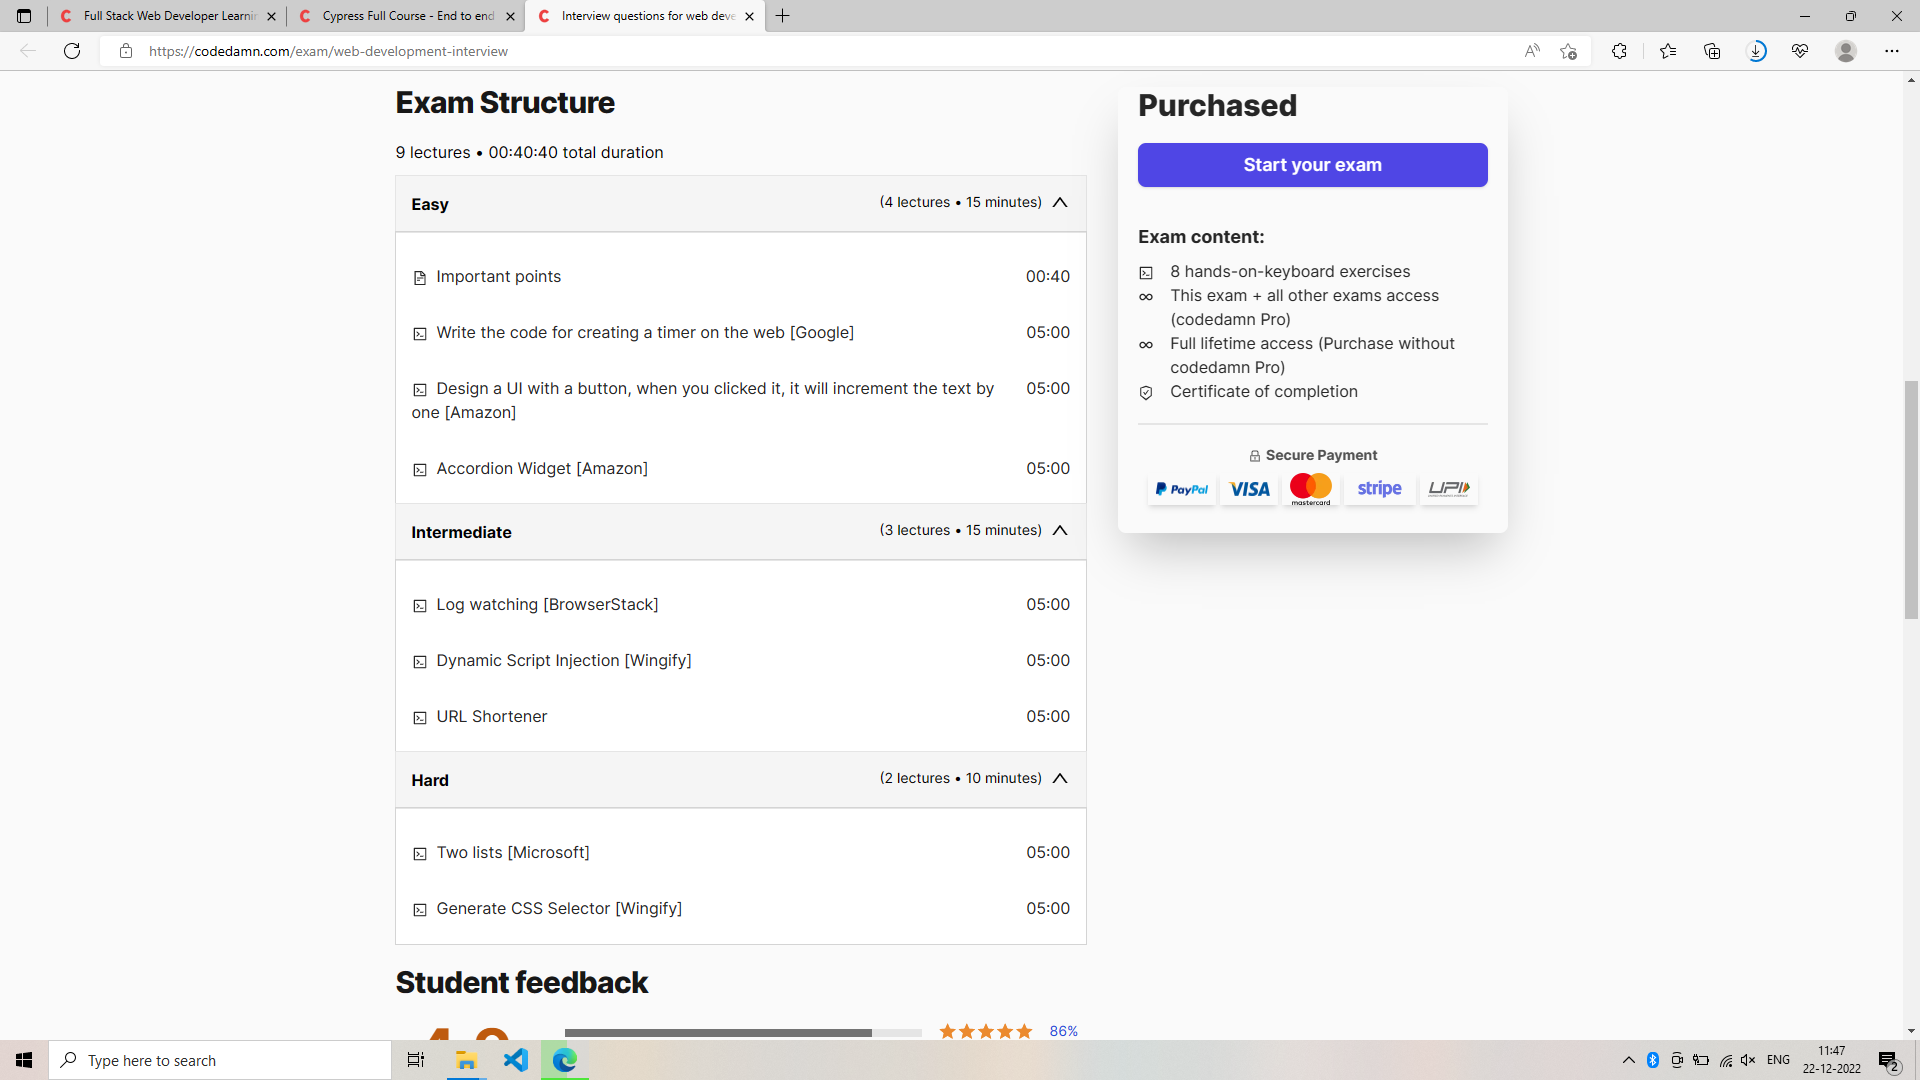 Full Stack Web Developer Learnin
Cypress Full Course - End to end
Interview questions for web deve
https://codedamn.com/exam/web-development-interview
Exam Structure
9 lectures • 00:40:40 total duration
Easy (4 lectures • 15 minutes)
Important points 00:40
Write the code for creating a timer on the web [Google] 05:00
Design a UI with a button, when you clicked it, it will increment the text by 05:00
one [Amazon]
Accordion Widget [Amazon] 05:00
Intermediate (3 lectures • 15 minutes)
Log watching [BrowserStack] 05:00
Dynamic Script Injection [Wingify] 05:00
URL Shortener 05:00
Hard (2 lectures • 10 minutes)
Two lists [Microsoft] 05:00
Generate CSS Selector [Wingify] 05:00
Student feedback
86%
Purchased
Start your exam
Exam content:
8 hands-on-keyboard exercises
This exam + all other exams access
(codedamn Pro)
Full lifetime access (Purchase without
codedamn Pro)
Certificate of completion
Secure Payment
PayPal VISA mastercard stripe UPI
Type here to search
ENG
11:47
22-12-2022
2